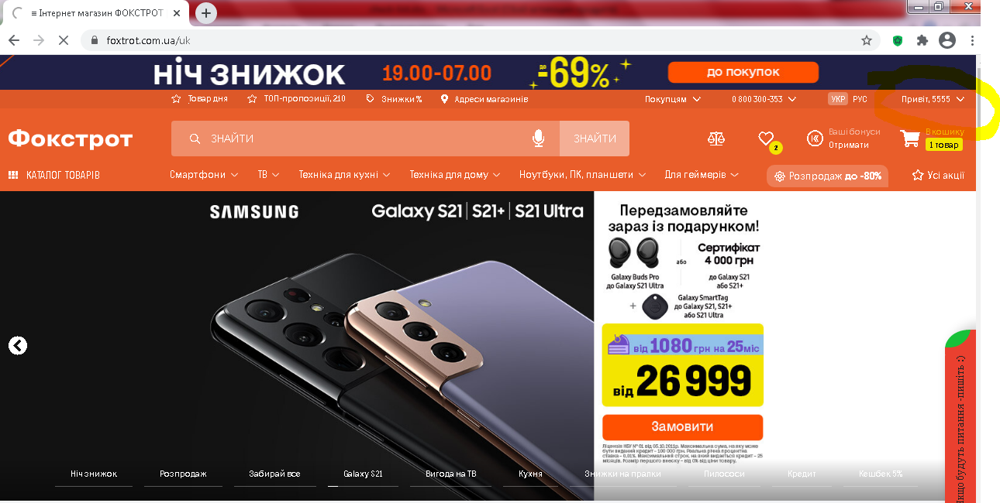 ≡ Інтернет магазин ФОКСТРОТ
foxtrot.com.ua/uk
НІЧ ЗНИЖОК 19.00-07.00 до -69% до покупок
Товар дня ТОП-пропозиції, 210 Знижки % Адреси магазинів Покупцям 0 800 300-353 УКР РУС Привіт, 5555
Фокстрот ЗНАЙТИ ЗНАЙТИ 2 Ваші бонуси Отримати В кошику 1 товар
КАТАЛОГ ТОВАРІВ Смартфони ТВ Техніка для кухні Техніка для дому Ноутбуки, ПК, планшети Для геймерів Розпродаж до -80% Усі акції
SAMSUNG Galaxy S21 | S21+ | S21 Ultra
Передзамовляйте
зараз із подарунком!
Galaxy Buds Pro
до Galaxy S21 Ultra
або
Сертифікат
4 000 грн
до Galaxy S21
або S21+
+ Galaxy SmartTag
до Galaxy S21, S21+
або S21 Ultra
від 1080 грн на 25 міс
від 26 999
Замовити
Ліцензія НБУ № 61 від 05.10.2011р. Максимальна сума, на яку може
бути виданий кредит - 100 000 грн. Реальна річна процентна
ставка - 0,01%. Максимальний строк, на який видається кредит - 25
місяців. Розмір першого внеску - від 0% від ціни товару.
Ніч знижок Розпродаж Забирай все Galaxy S21 Вигода на ТВ Кухня Знижки на пралки Пилососи Кредит Кешбек 5%
Якщо будуть питання -пишіть :)